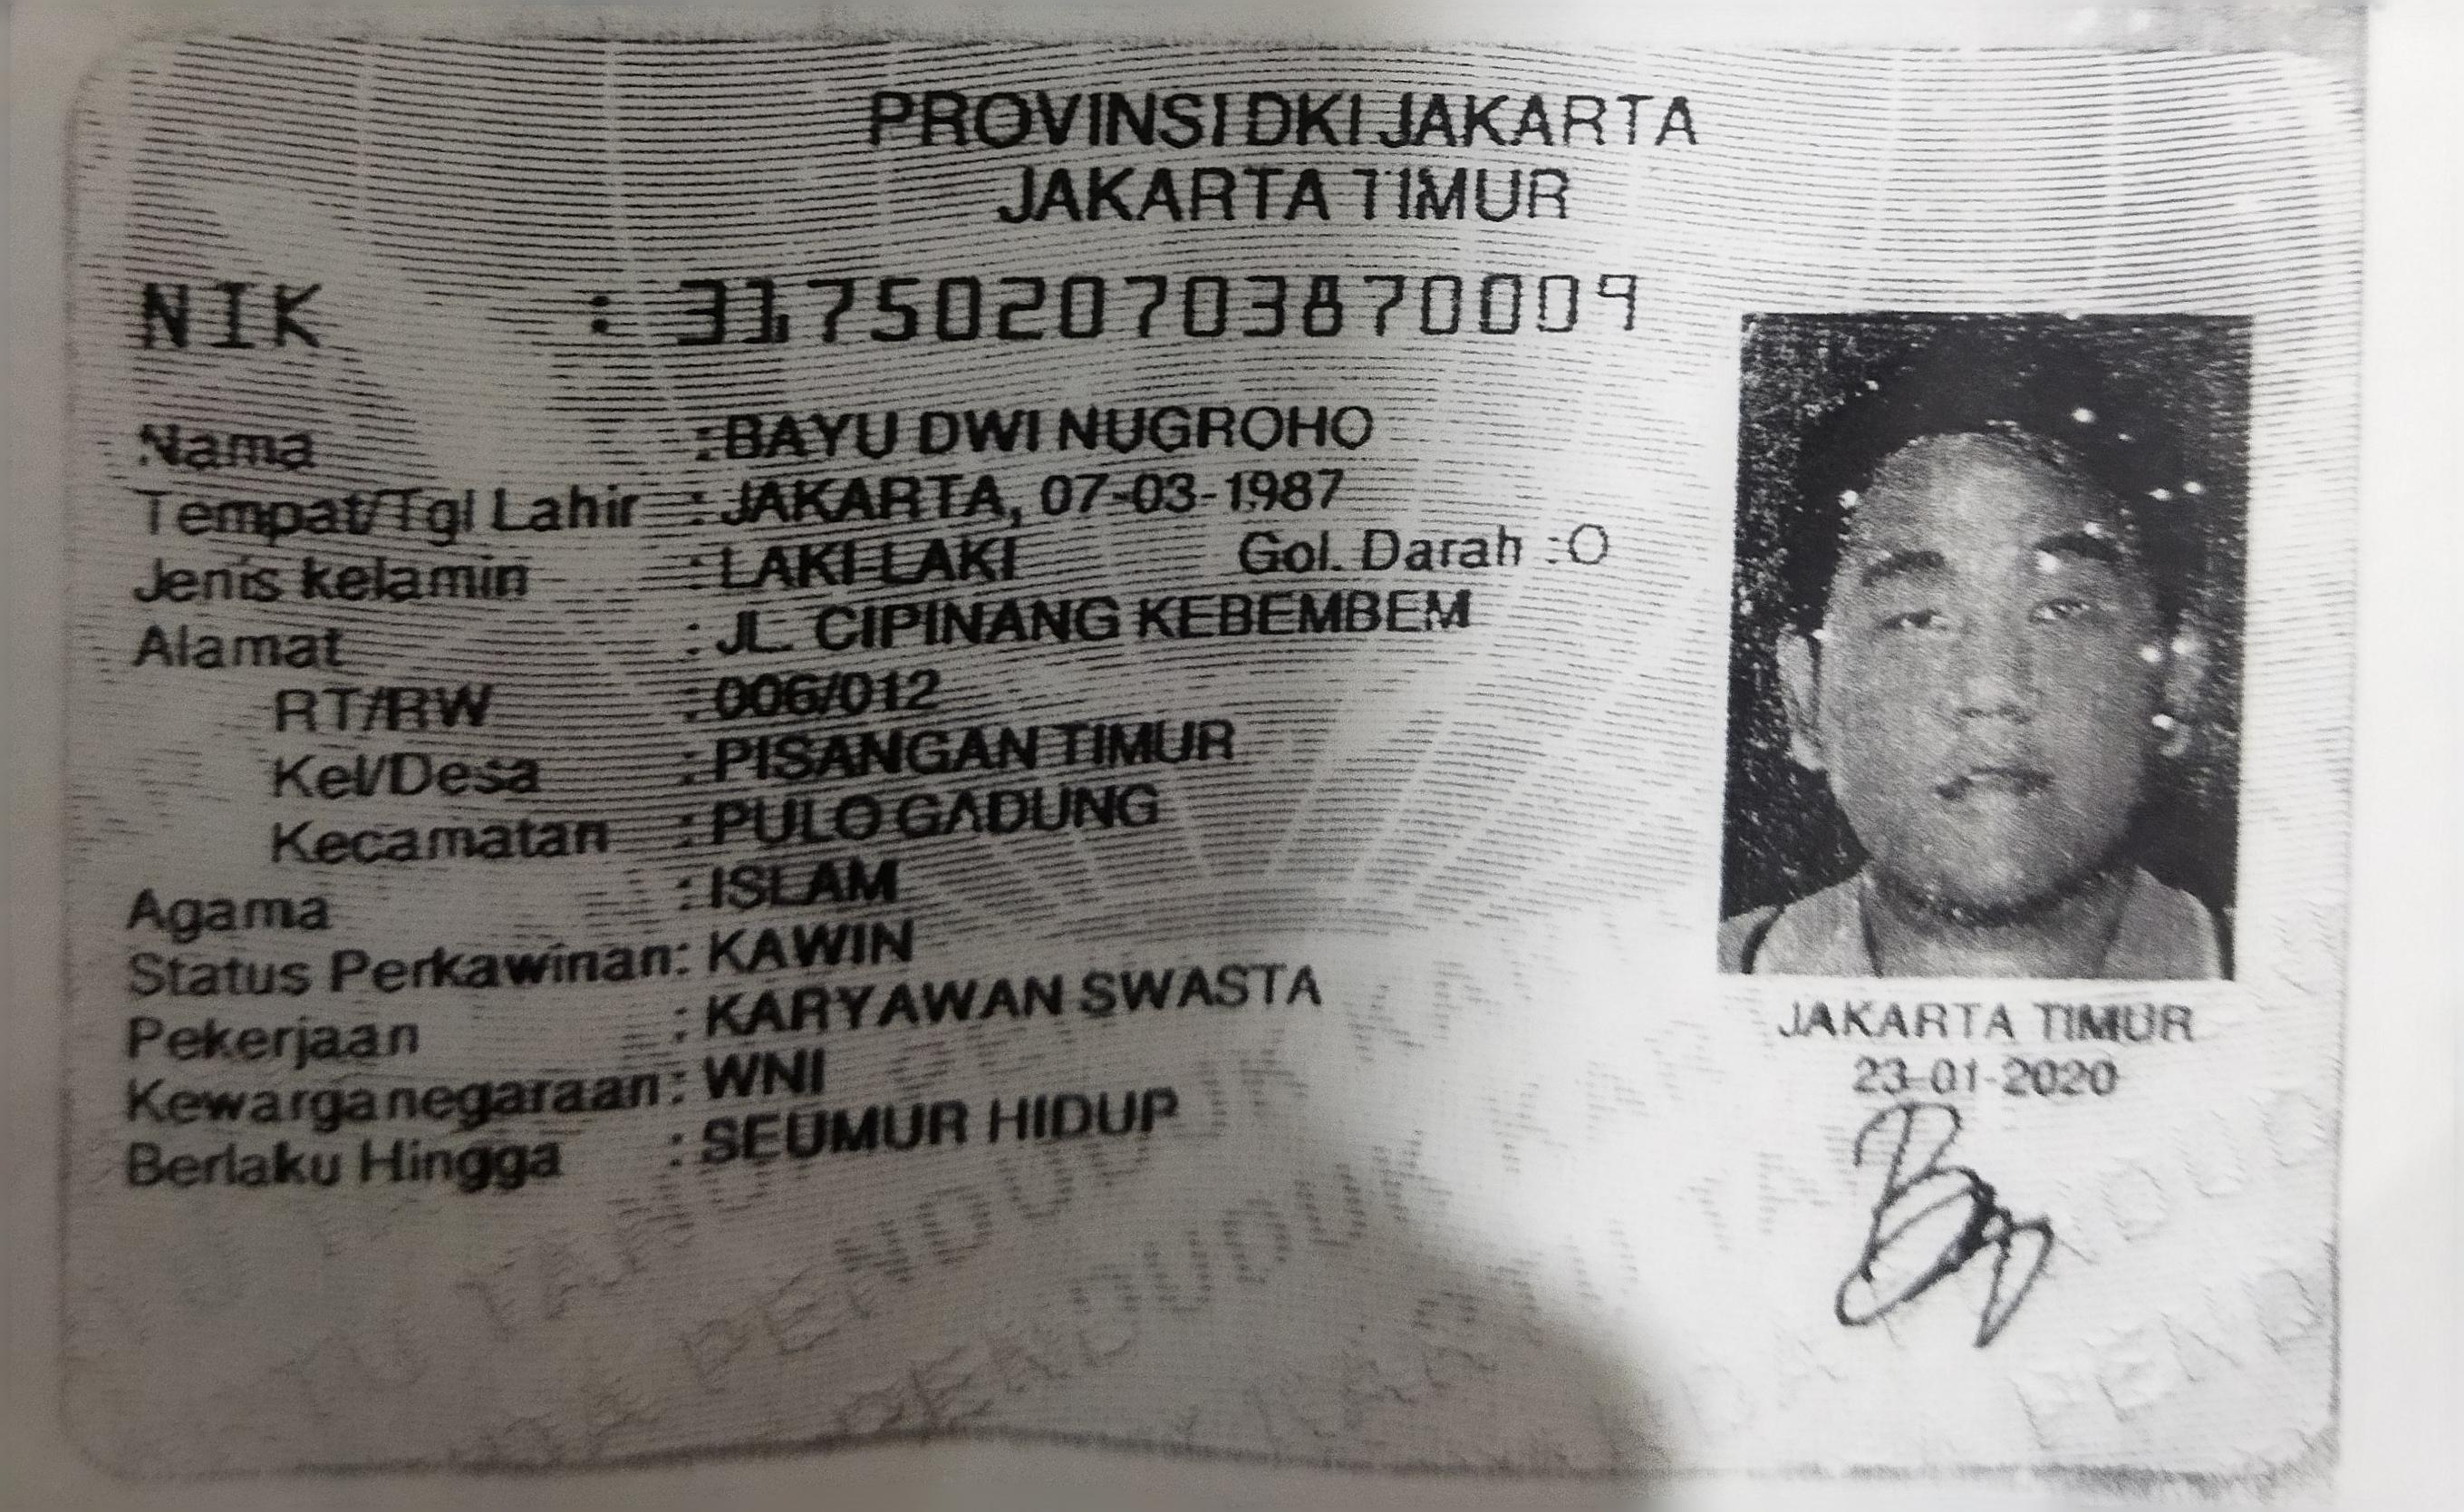 PROVINSI DKI JAKARTA
JAKARTA TIMUR
NIK : 3175020703870009
Nama : BAYU DWI NUGROHO
Tempat/Tgl Lahir : JAKARTA, 07-03-1987
Jenis kelamin : LAKI-LAKI Gol. Darah : O
Alamat : JL. CIPINANG KEBEMBEM
RT/RW : 006/012
Kel/Desa : PISANGAN TIMUR
Kecamatan : PULO GADUNG
Agama : ISLAM
Status Perkawinan: KAWIN
Pekerjaan : KARYAWAN SWASTA
Kewarganegaraan: WNI
Berlaku Hingga : SEUMUR HIDUP
JAKARTA TIMUR
23-01-2020